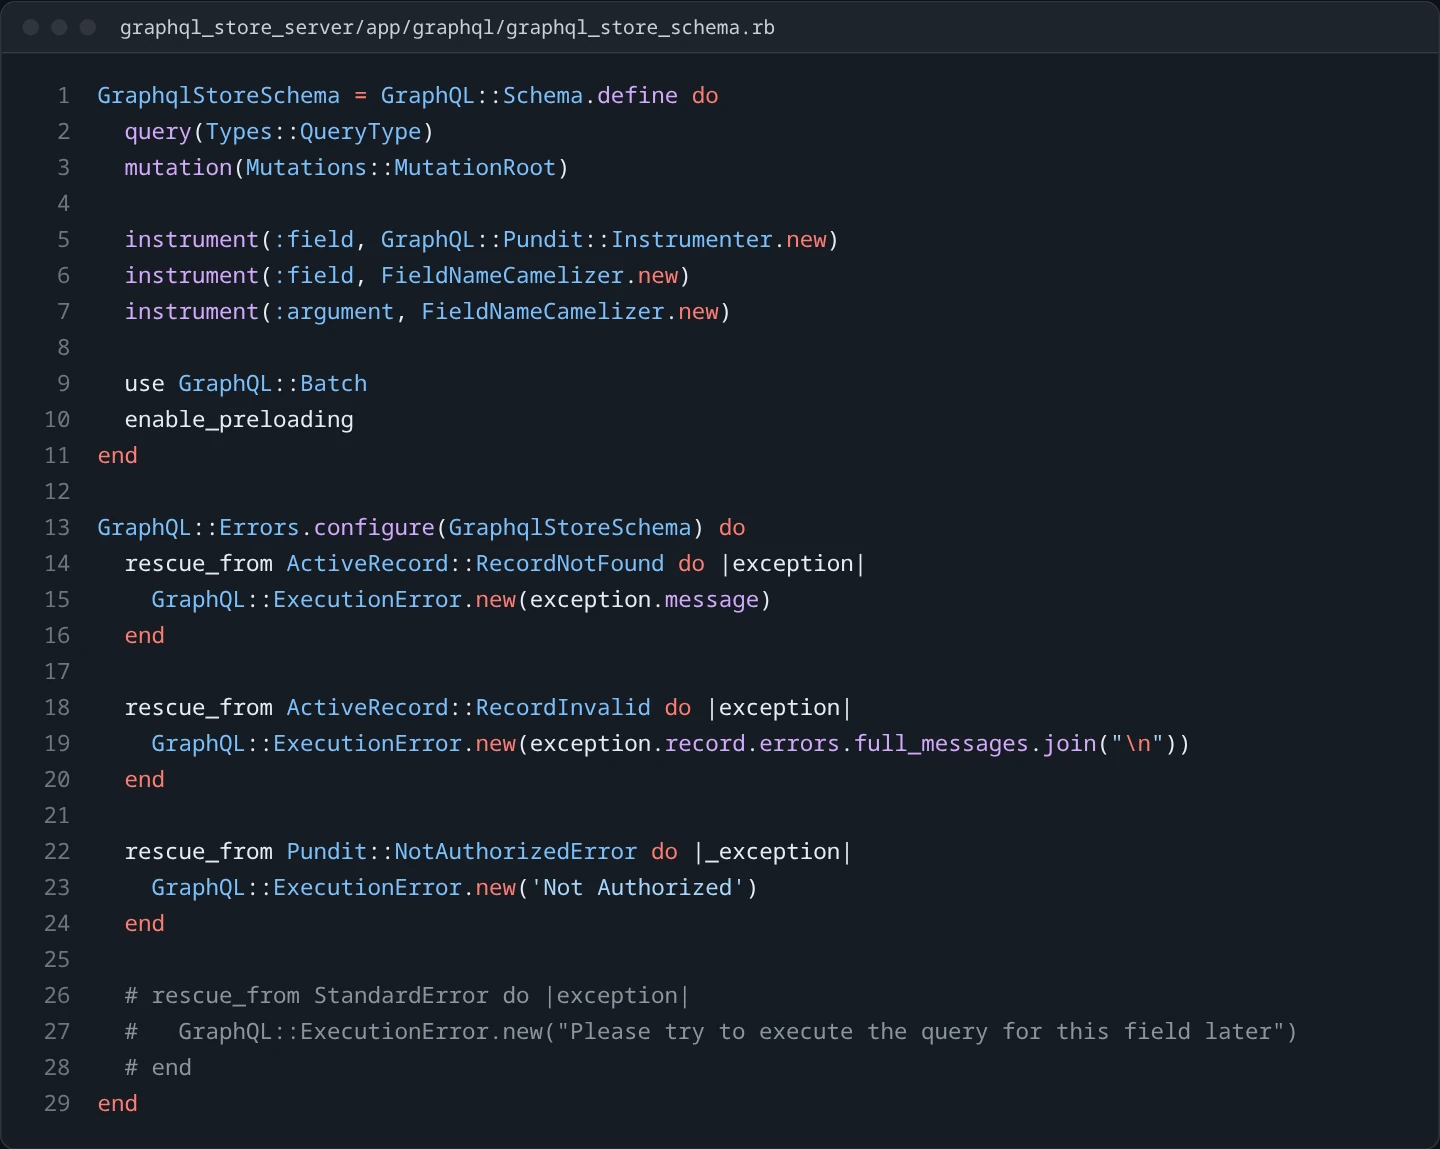 graphql_store_server/app/graphql/graphql_store_schema.rb
1 GraphqlStoreSchema = GraphQL::Schema.define do
2   query(Types::QueryType)
3   mutation(Mutations::MutationRoot)
4
5   instrument(:field, GraphQL::Pundit::Instrumenter.new)
6   instrument(:field, FieldNameCamelizer.new)
7   instrument(:argument, FieldNameCamelizer.new)
8
9   use GraphQL::Batch
10   enable_preloading
11 end
12
13 GraphQL::Errors.configure(GraphqlStoreSchema) do
14   rescue_from ActiveRecord::RecordNotFound do |exception|
15     GraphQL::ExecutionError.new(exception.message)
16   end
17
18   rescue_from ActiveRecord::RecordInvalid do |exception|
19     GraphQL::ExecutionError.new(exception.record.errors.full_messages.join("\n"))
20   end
21
22   rescue_from Pundit::NotAuthorizedError do |_exception|
23     GraphQL::ExecutionError.new('Not Authorized')
24   end
25
26   # rescue_from StandardError do |exception|
27   #   GraphQL::ExecutionError.new("Please try to execute the query for this field later")
28   # end
29 end